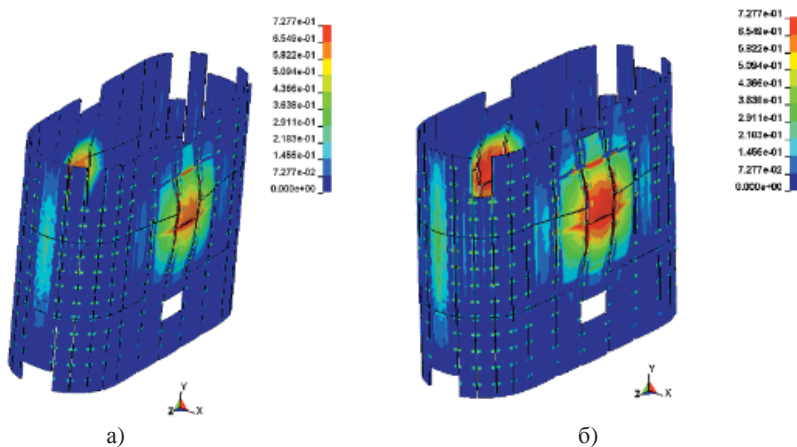 7.277e-01
6.549e-01
5.822e-01
5.094e-01
4.366e-01
3.638e-01
2.911e-01
2.183e-01
1.455e-01
7.277e-02
0.000e+00
Y
Z X
а)
7.277e-01
6.549e-01
5.822e-01
5.094e-01
4.366e-01
3.638e-01
2.911e-01
2.183e-01
1.455e-01
7.277e-02
0.000e+00
Y
Z X
б)